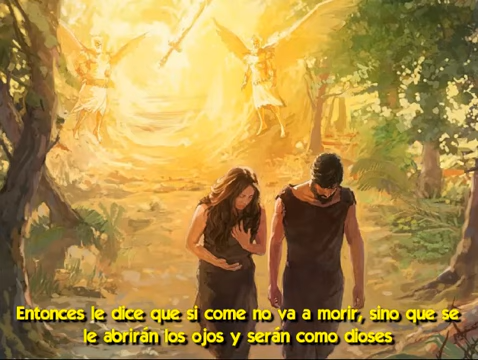 Entonces le dice que si come no va a morir, sino que se
le abrirán los ojos y serán como dioses